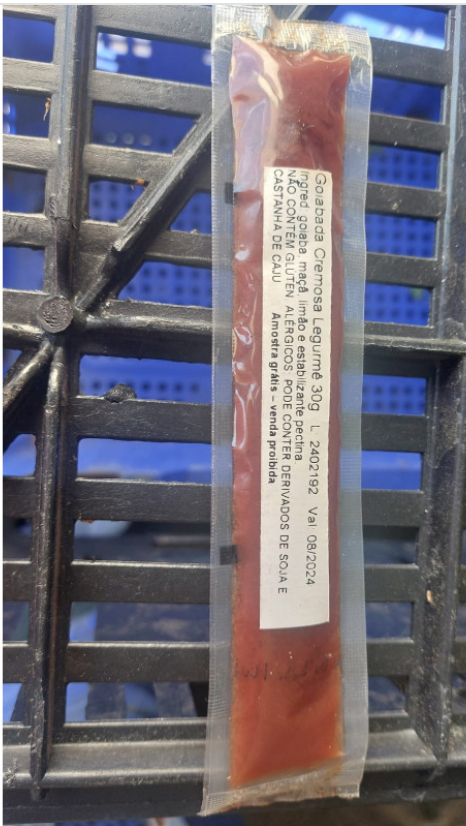 Goiabada Cremosa Legurmê 30g L 2402192 Val 08/2024
Ingred. goiaba, maçã, limão e estabilizante pectina
NÃO CONTÉM GLÚTEN ALÉRGICOS: PODE CONTER DERIVADOS DE SOJA E
CASTANHA DE CAJU Amostra grátis – venda proibida